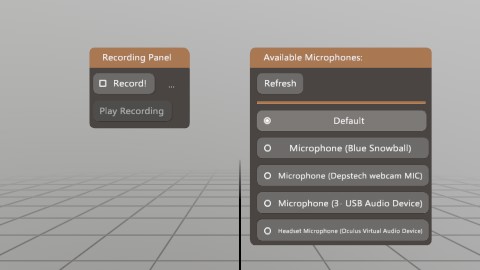 Recording Panel
Record!
...
Play Recording
Available Microphones:
Refresh
Default
Microphone (Blue Snowball)
Microphone (Depstech webcam MIC)
Microphone (3- USB Audio Device)
Headset Microphone (Oculus Virtual Audio Device)